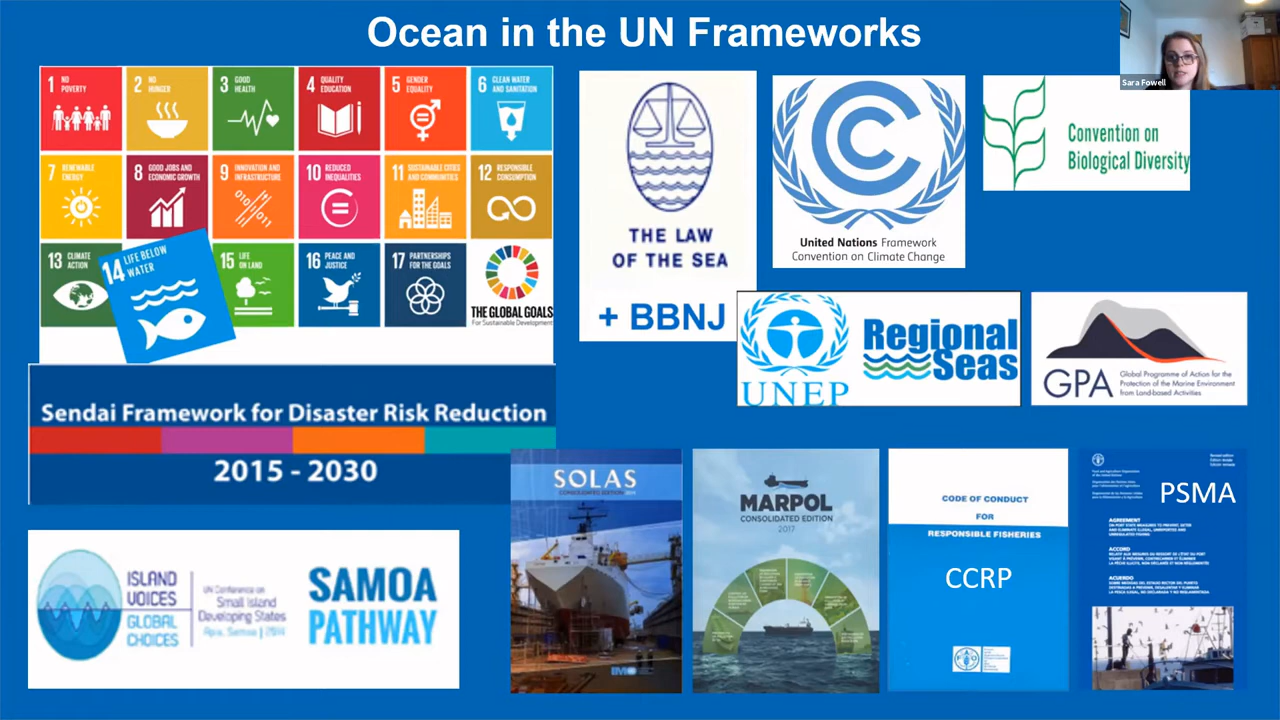 Ocean in the UN Frameworks
Sara Fowell
1 NO
POVERTY
2 NO
HUNGER
3 GOOD
HEALTH
4 QUALITY
EDUCATION
5 GENDER
EQUALITY
6 CLEAN WATER
AND SANITATION
7 RENEWABLE
ENERGY
8 GOOD JOBS AND
ECONOMIC GROWTH
9 INNOVATION AND
INFRASTRUCTURE
10 REDUCED
INEQUALITIES
11 SUSTAINABLE CITIES
AND COMMUNITIES
12 RESPONSIBLE
CONSUMPTION
13 CLIMATE
ACTION
14 LIFE BELOW
WATER
15 LIFE
ON LAND
16 PEACE AND
JUSTICE
17 PARTNERSHIPS
FOR THE GOALS
THE GLOBAL GOALS
For Sustainable Development
THE LAW
OF THE SEA
+ BBNJ
United Nations Framework
Convention on Climate Change
Convention on
Biological Diversity
UNEP
Regional
Seas
GPA
Global Programme of Action for the
Protection of the Marine Environment
from Land-based Activities
Sendai Framework for Disaster Risk Reduction
2015 - 2030
ISLAND
VOICES
GLOBAL
CHOICES
UN Conference on
Small Island
Developing States
Apia, Samoa | 2014
SAMOA
PATHWAY
SOLAS
CONSOLIDATED EDITION
IMO
MARPOL
CONSOLIDATED EDITION
2017
CODE OF CONDUCT
FOR
RESPONSIBLE FISHERIES
CCRP
FAO
PSMA
AGREEMENT
ON PORT STATE MEASURES TO PREVENT, DETER
AND ELIMINATE ILLEGAL, UNREPORTED AND
UNREGULATED FISHING
ACCORD
ACUERDO